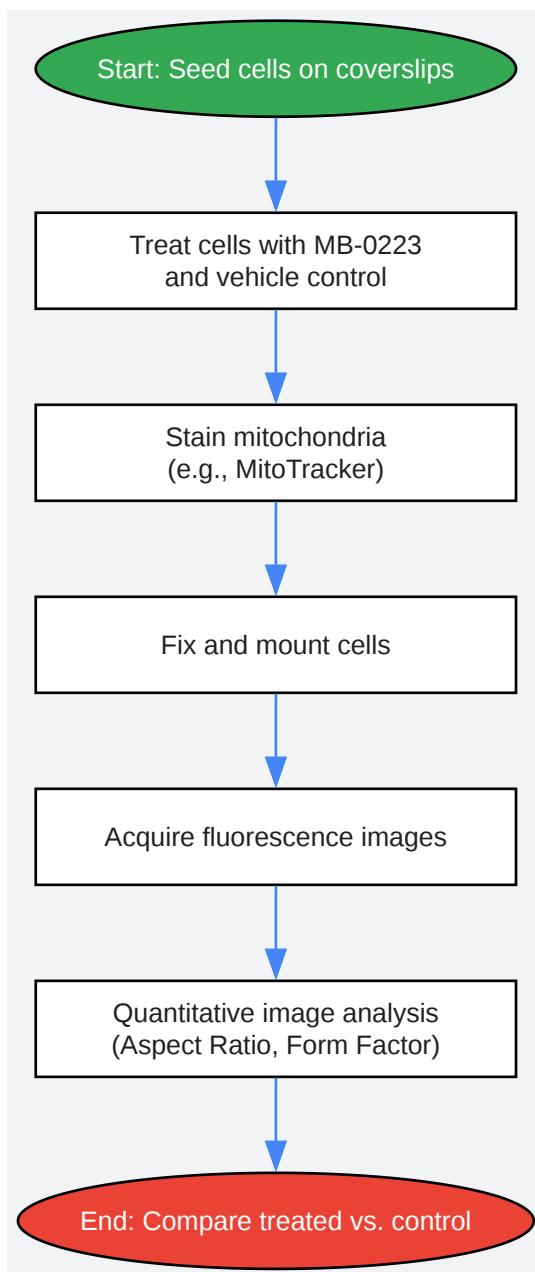 Start: Seed cells on coverslips
Treat cells with MB-0223
and vehicle control
Stain mitochondria
(e.g., MitoTracker)
Fix and mount cells
Acquire fluorescence images
Quantitative image analysis
(Aspect Ratio, Form Factor)
End: Compare treated vs. control